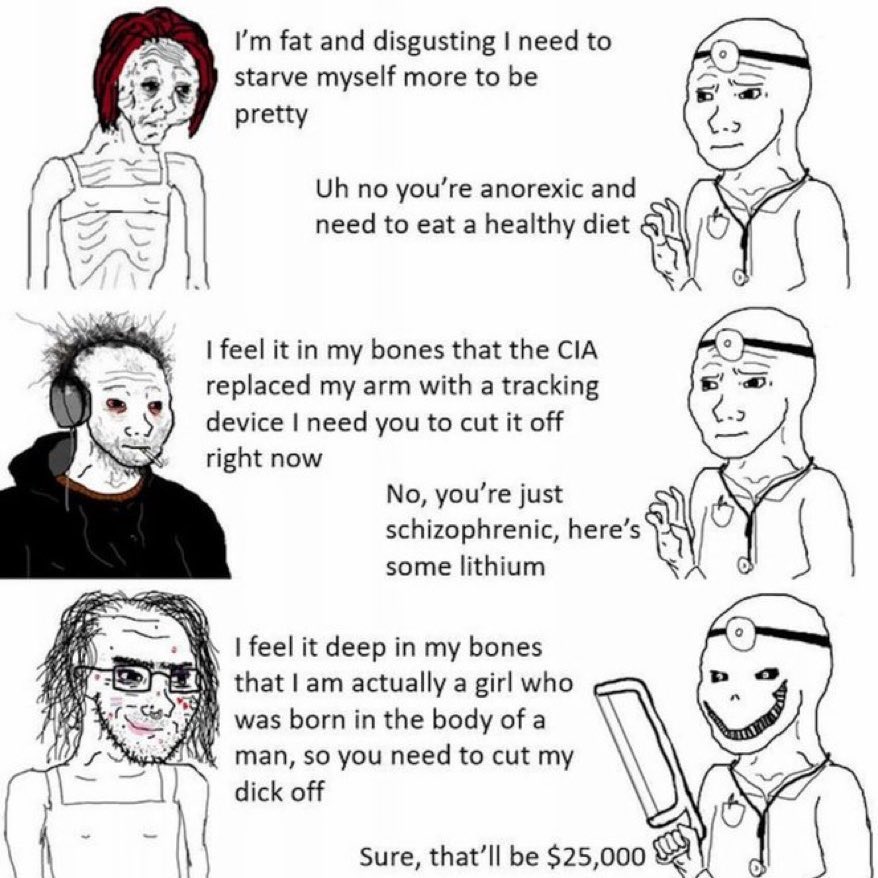 I'm fat and disgusting I need to
starve myself more to be
pretty
Uh no you're anorexic and
need to eat a healthy diet
I feel it in my bones that the CIA
replaced my arm with a tracking
device I need you to cut it off
right now
No, you're just
schizophrenic, here's
some lithium
I feel it deep in my bones
that I am actually a girl who
was born in the body of a
man, so you need to cut my
dick off
Sure, that'll be $25,000